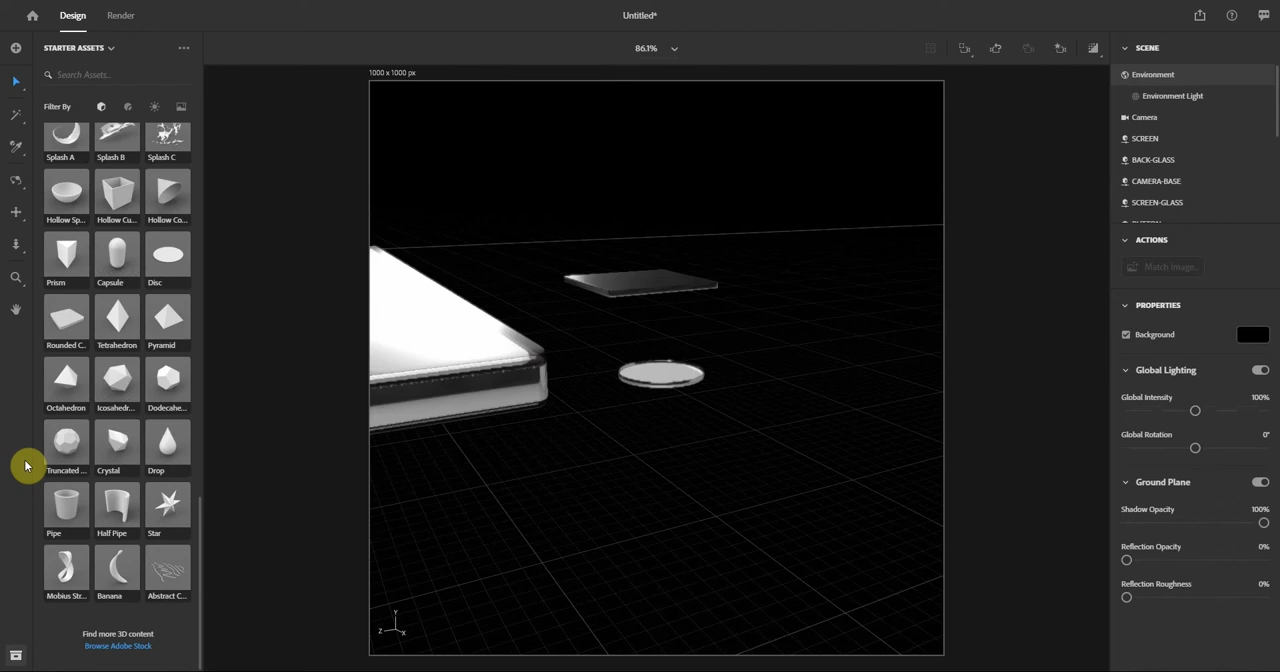 Design Render Untitled*
STARTER ASSETS
86.1%
SCENE
Search Assets...
1000 x 1000 px
Environment
Environment Light
Filter By
Camera
SCREEN
BACK-GLASS
CAMERA-BASE
SCREEN-GLASS
Splash A Splash B Splash C
Hollow Sp... Hollow Cu... Hollow Co...
Prism Capsule Disc
Rounded C... Tetrahedron Pyramid
Octahedron Icosahedr... Dodecahe...
Truncated ... Crystal Drop
Pipe Half Pipe Star
Mobius Str... Banana Abstract C...
Find more 3D content
Browse Adobe Stock
ACTIONS
Match Image...
PROPERTIES
Background
Global Lighting
Global Intensity 100%
Global Rotation 0°
Ground Plane
Shadow Opacity 100%
Reflection Opacity 0%
Reflection Roughness 0%
Y
Z X